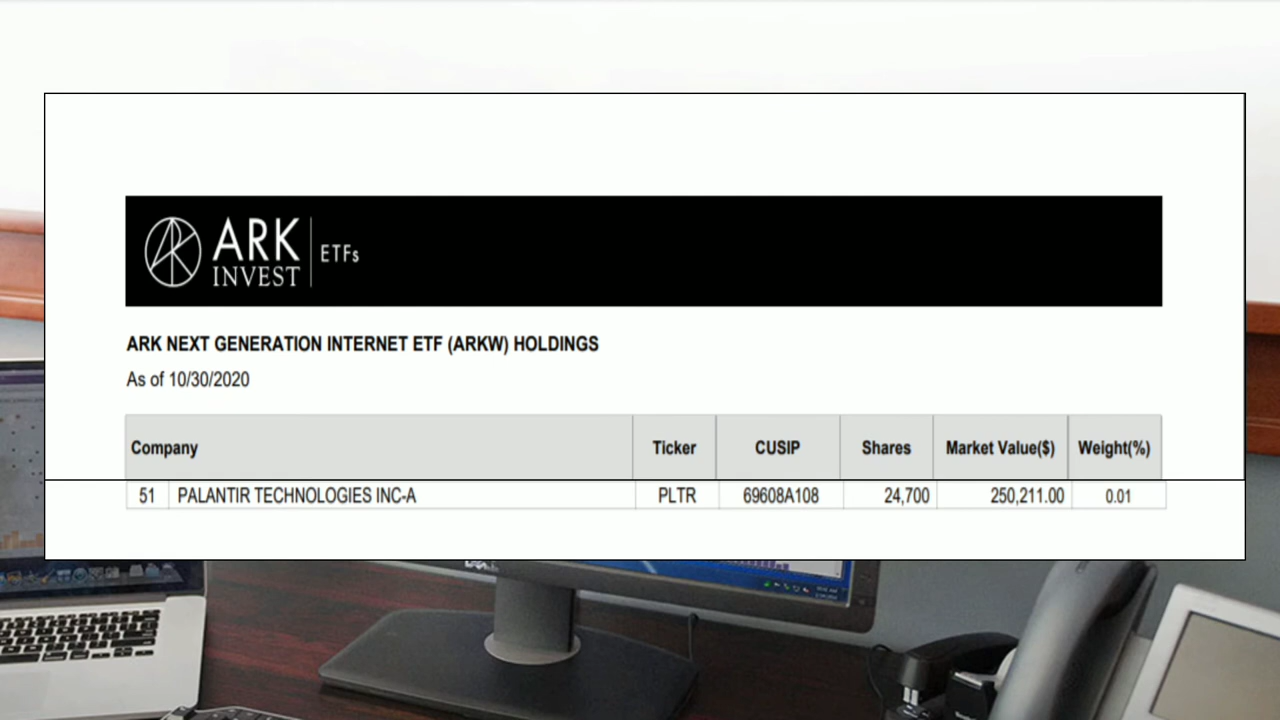 ARK
INVEST
ETFs
ARK NEXT GENERATION INTERNET ETF (ARKW) HOLDINGS
As of 10/30/2020
Company Ticker CUSIP Shares Market Value($) Weight(%)
51 PALANTIR TECHNOLOGIES INC-A PLTR 69608A108 24,700 250,211.00 0.01